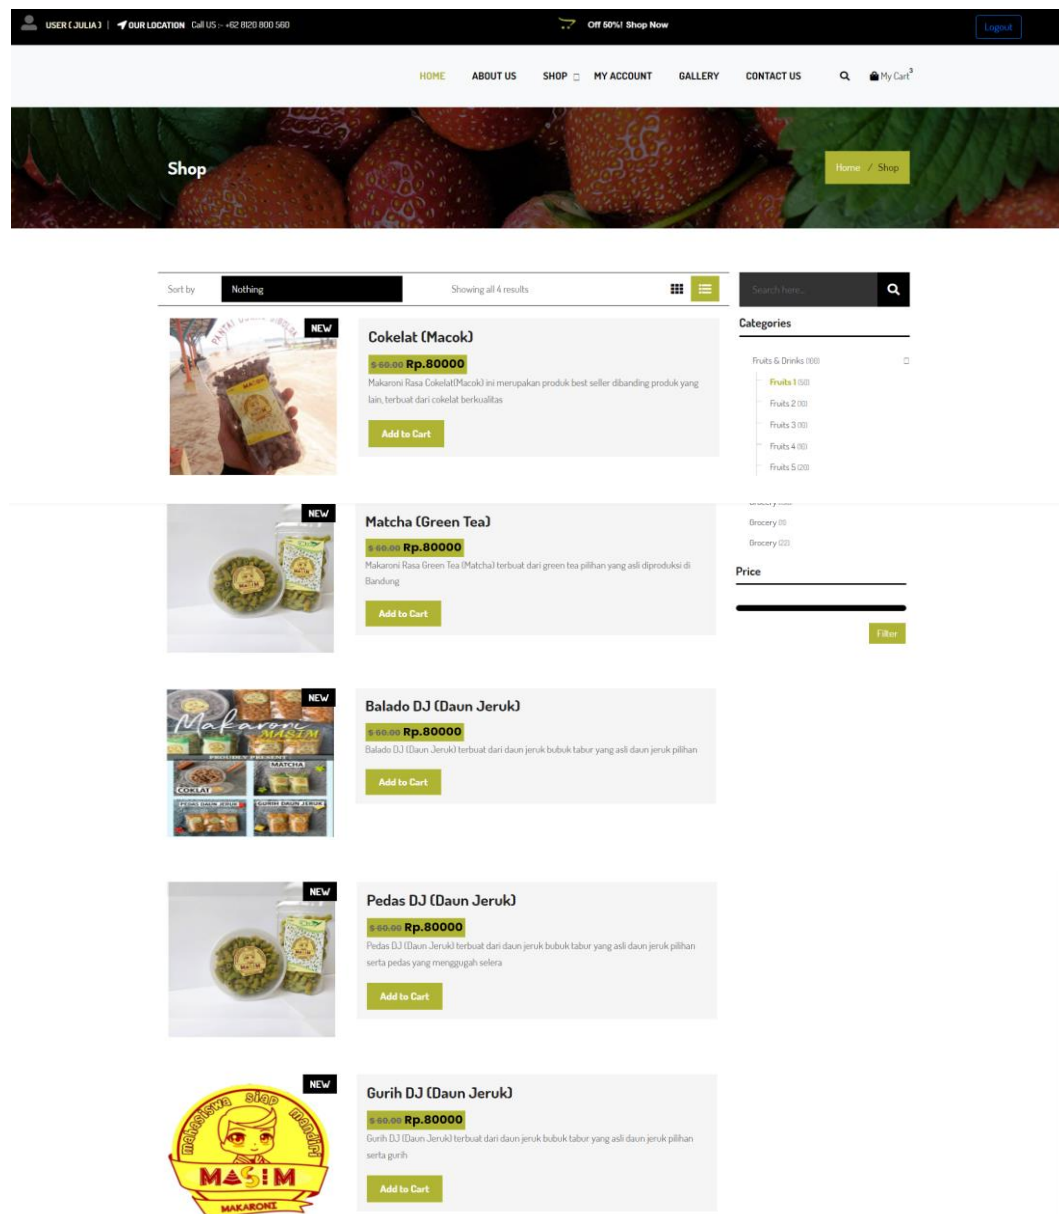 USER ( JULIA ) | OUR LOCATION Call US :- +62 8120 800 560
Off 50%! Shop Now
Logout
HOME ABOUT US SHOP MY ACCOUNT GALLERY CONTACT US My Cart 3
Shop
Home / Shop
Sort by Nothing Showing all 4 results
Search here...
NEW
Cokelat (Macok)
$ 60.00 Rp.80000
Makaroni Rasa Cokelat(Macok) ini merupakan produk best seller dibanding produk yang
lain, terbuat dari cokelat berkualitas
Add to Cart
Categories
Fruits & Drinks (100)
Fruits 1 (50)
Fruits 2 (10)
Fruits 3 (10)
Fruits 4 (10)
Fruits 5 (20)
Grocery
Grocery (11)
Grocery (22)
Price
Filter
NEW
Matcha (Green Tea)
$ 60.00 Rp.80000
Makaroni Rasa Green Tea (Matcha) terbuat dari green tea pilihan yang asli diproduksi di
Bandung
Add to Cart
NEW
Makaroni
MASIM
PROUDLY PRESENT
MATCHA
COKLAT
PEDAS DAUN JERUK
GURIH DAUN JERUK
Balado DJ (Daun Jeruk)
$ 60.00 Rp.80000
Balado DJ (Daun Jeruk) terbuat dari daun jeruk bubuk tabur yang asli daun jeruk pilihan
Add to Cart
NEW
Pedas DJ (Daun Jeruk)
$ 60.00 Rp.80000
Pedas DJ (Daun Jeruk) terbuat dari daun jeruk bubuk tabur yang asli daun jeruk pilihan
serta pedas yang menggugah selera
Add to Cart
NEW
mahasiswa siap mandiri
MASIM
MAKARONI
Gurih DJ (Daun Jeruk)
$ 60.00 Rp.80000
Gurih DJ (Daun Jeruk) terbuat dari daun jeruk bubuk tabur yang asli daun jeruk pilihan
serta gurih
Add to Cart